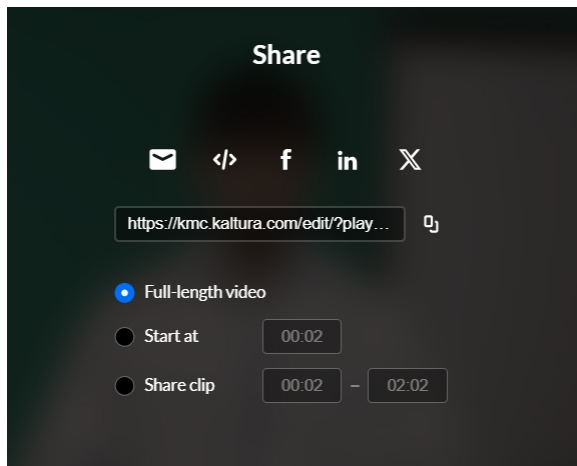 Share
</> f in X
https://kmc.kaltura.com/edit/?play...
Full-length video
Start at 00:02
Share clip 00:02 – 02:02